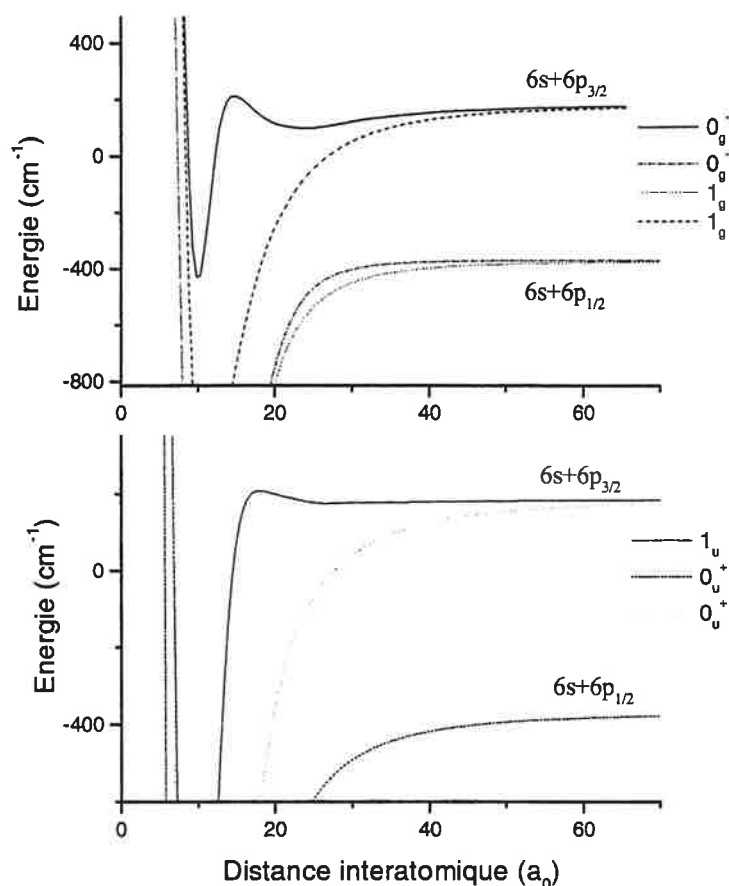 400
0
-400
-800
Energie (cm⁻¹)
6s+6p₃/₂
6s+6p₁/₂
0g⁻
0g⁻
1g
1g
0
20
40
60
0
-400
Energie (cm⁻¹)
6s+6p₃/₂
6s+6p₁/₂
1u
0u⁺
0u⁺
0
20
40
60
Distance interatomique (a₀)